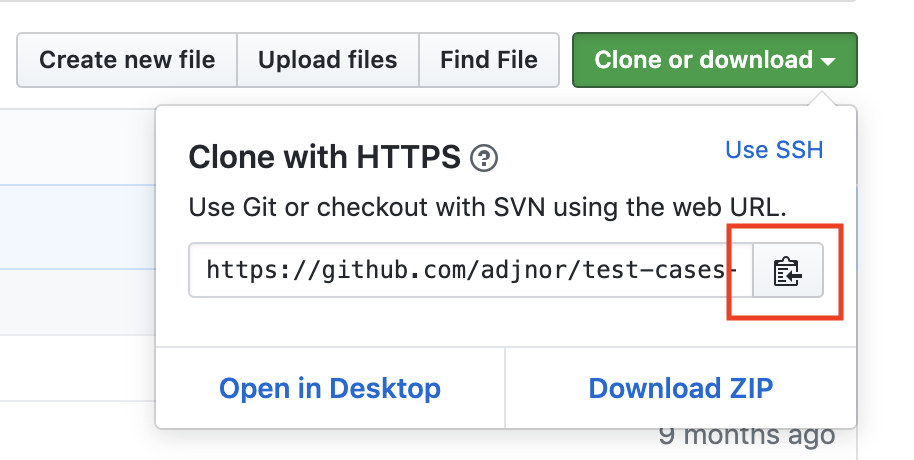 Create new file Upload files Find File Clone or download
Clone with HTTPS ? Use SSH
Use Git or checkout with SVN using the web URL.
https://github.com/adjnor/test-cases-
Open in Desktop Download ZIP
9 months ago